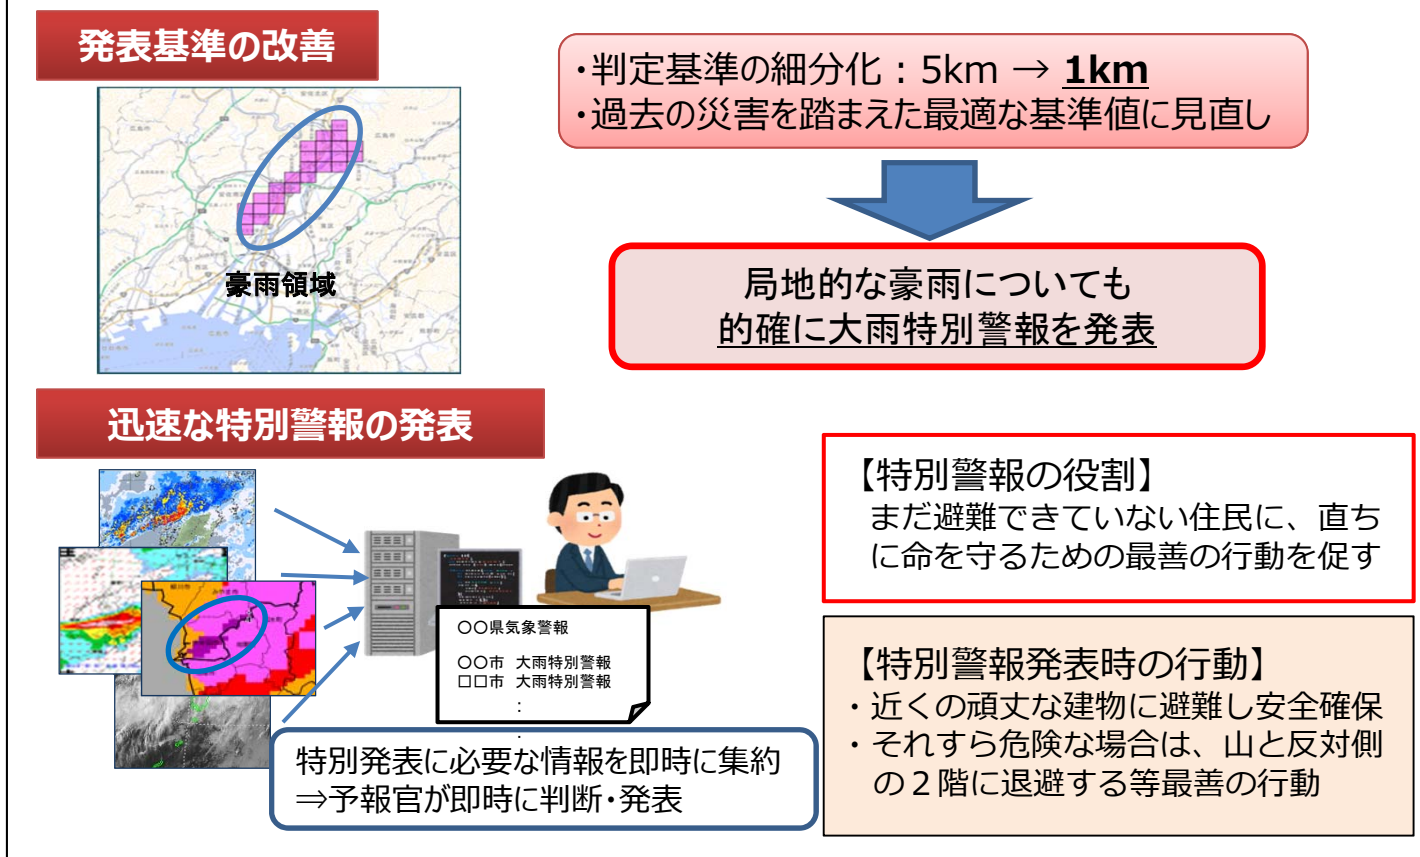 発表基準の改善
・判定基準の細分化：5km → 1km
・過去の災害を踏まえた最適な基準値に見直し
豪雨領域
局地的な豪雨についても
的確に大雨特別警報を発表
迅速な特別警報の発表
○○県気象警報
○○市 大雨特別警報
□□市 大雨特別警報
：
特別発表に必要な情報を即時に集約
⇒予報官が即時に判断・発表
【特別警報の役割】
まだ避難できていない住民に、直ち
に命を守るための最善の行動を促す
【特別警報発表時の行動】
・近くの頑丈な建物に避難し安全確保
・それすら危険な場合は、山と反対側
の２階に退避する等最善の行動